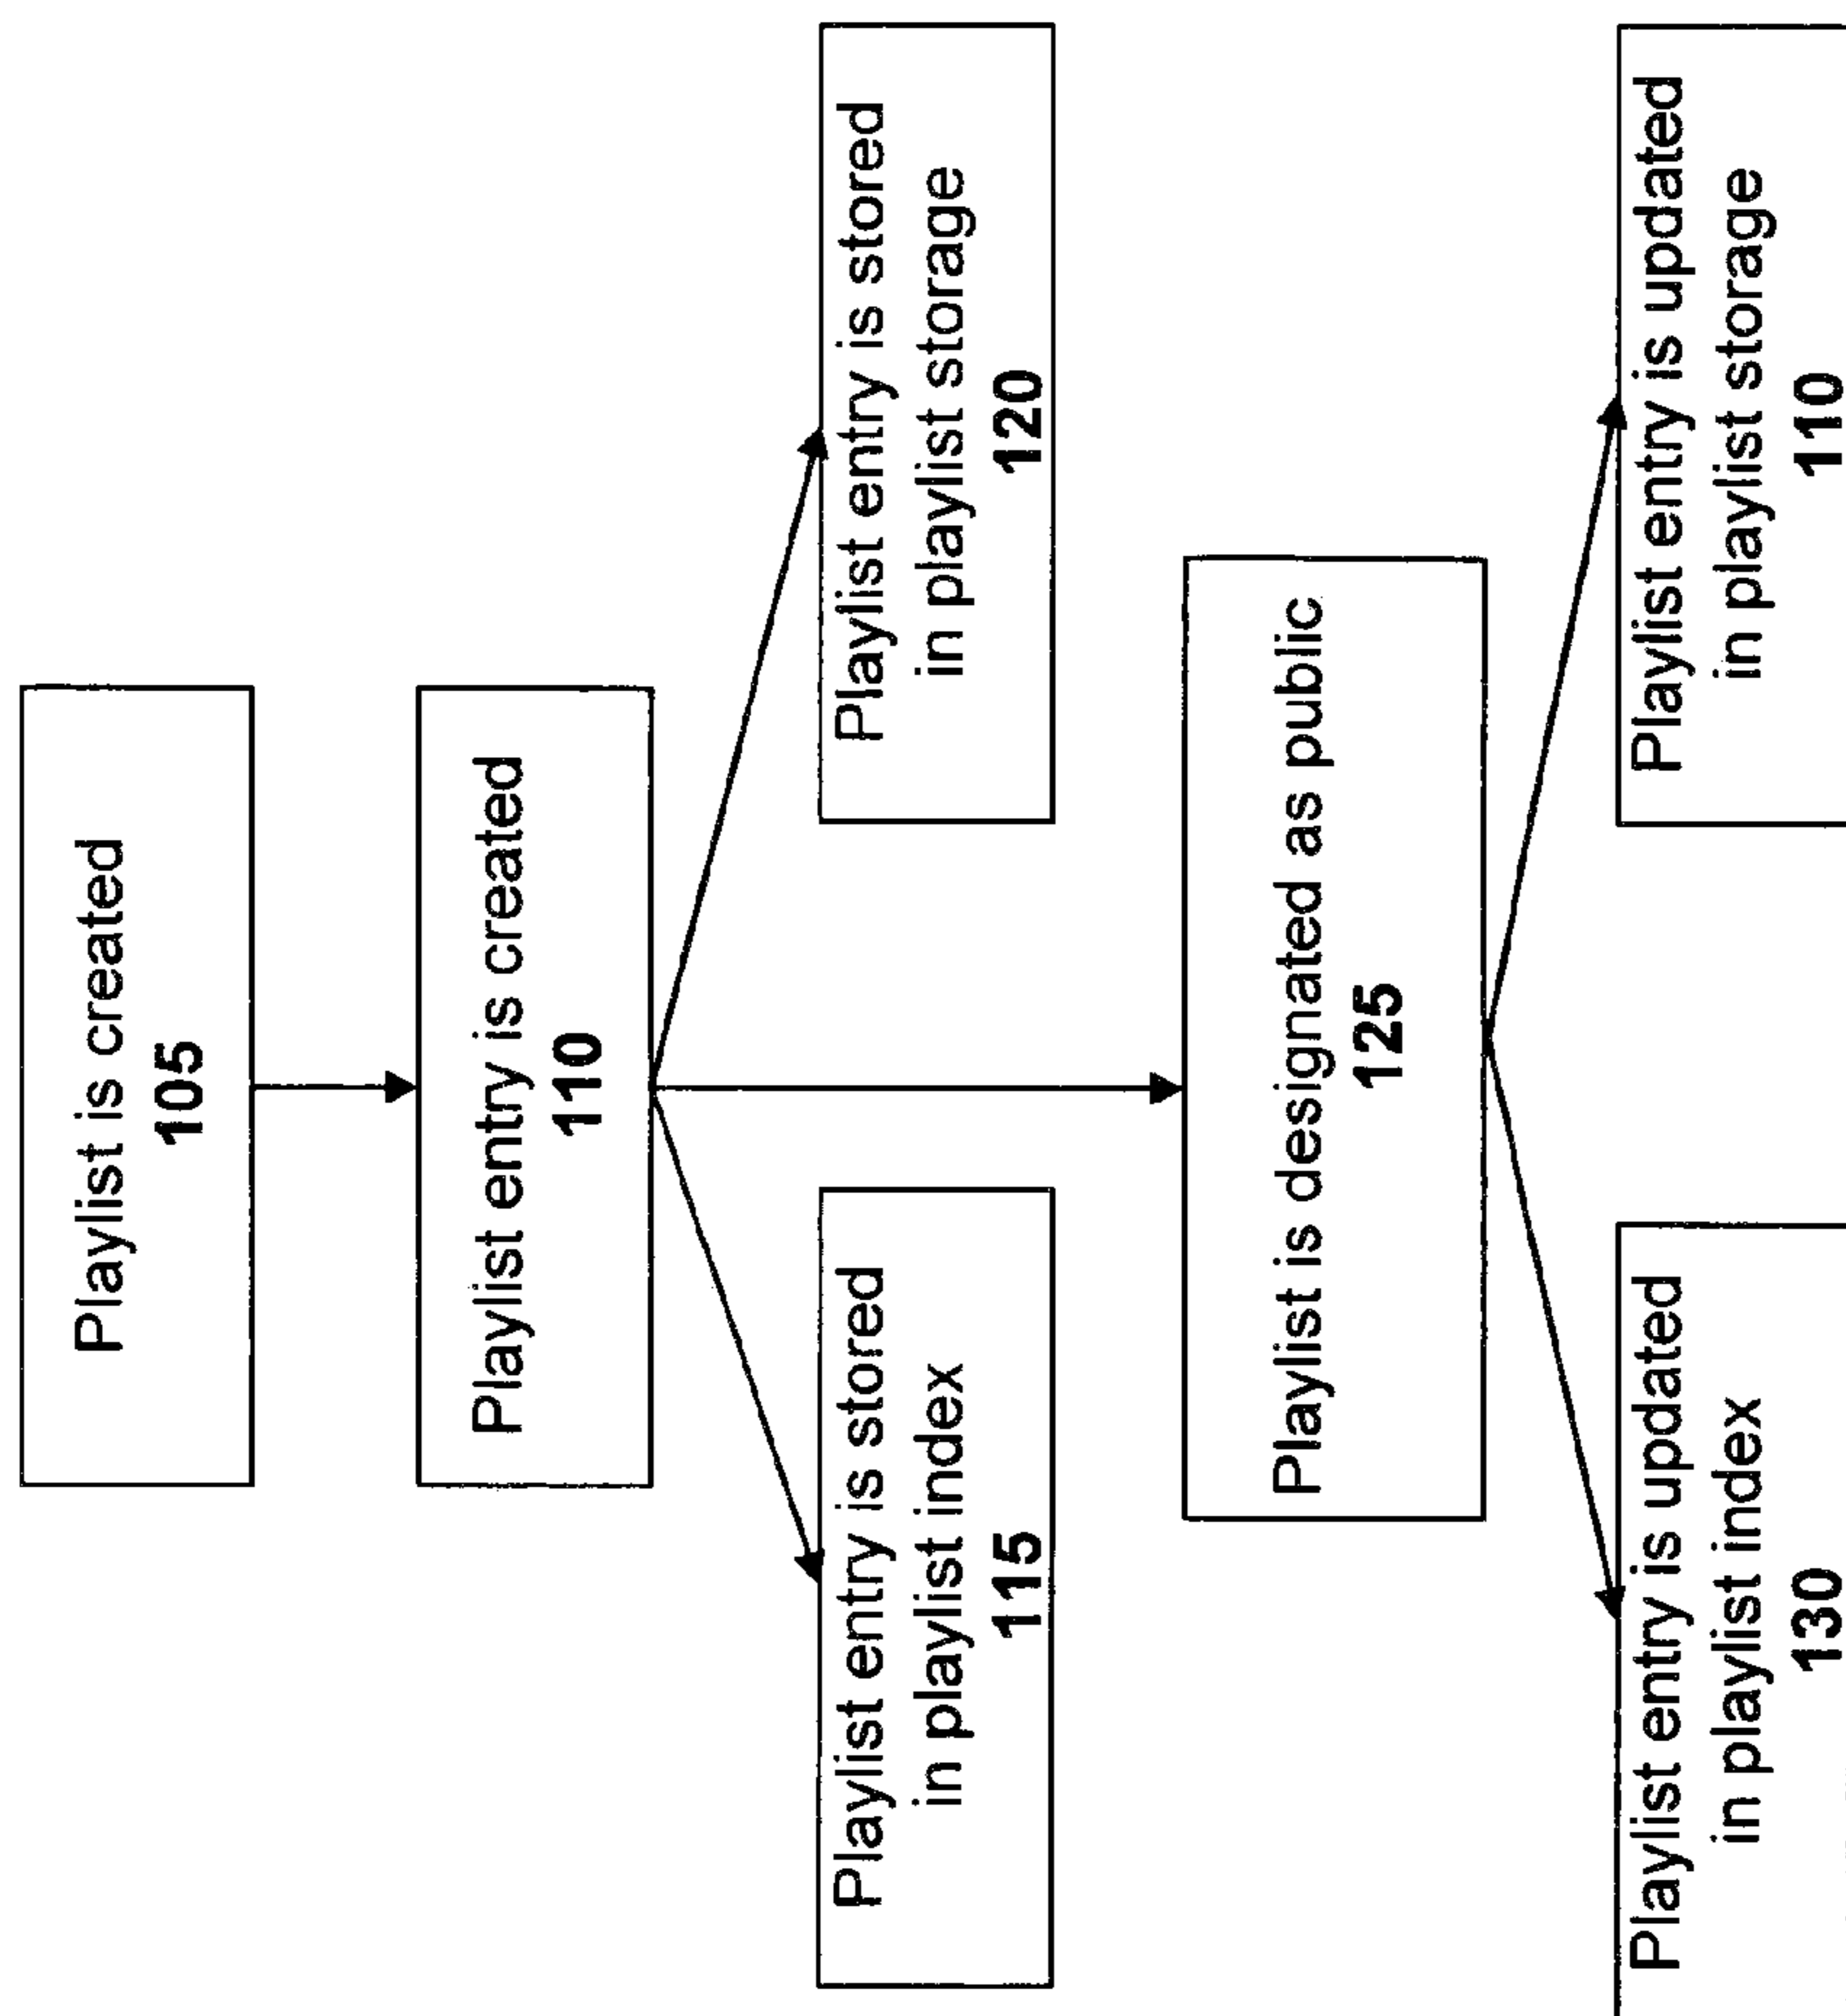 Playlist is created
105
Playlist entry is created
110
Playlist entry is stored
in playlist index
115
Playlist entry is stored
in playlist storage
120
Playlist is designated as public
125
Playlist entry is updated
in playlist index
130
Playlist entry is updated
in playlist storage
110